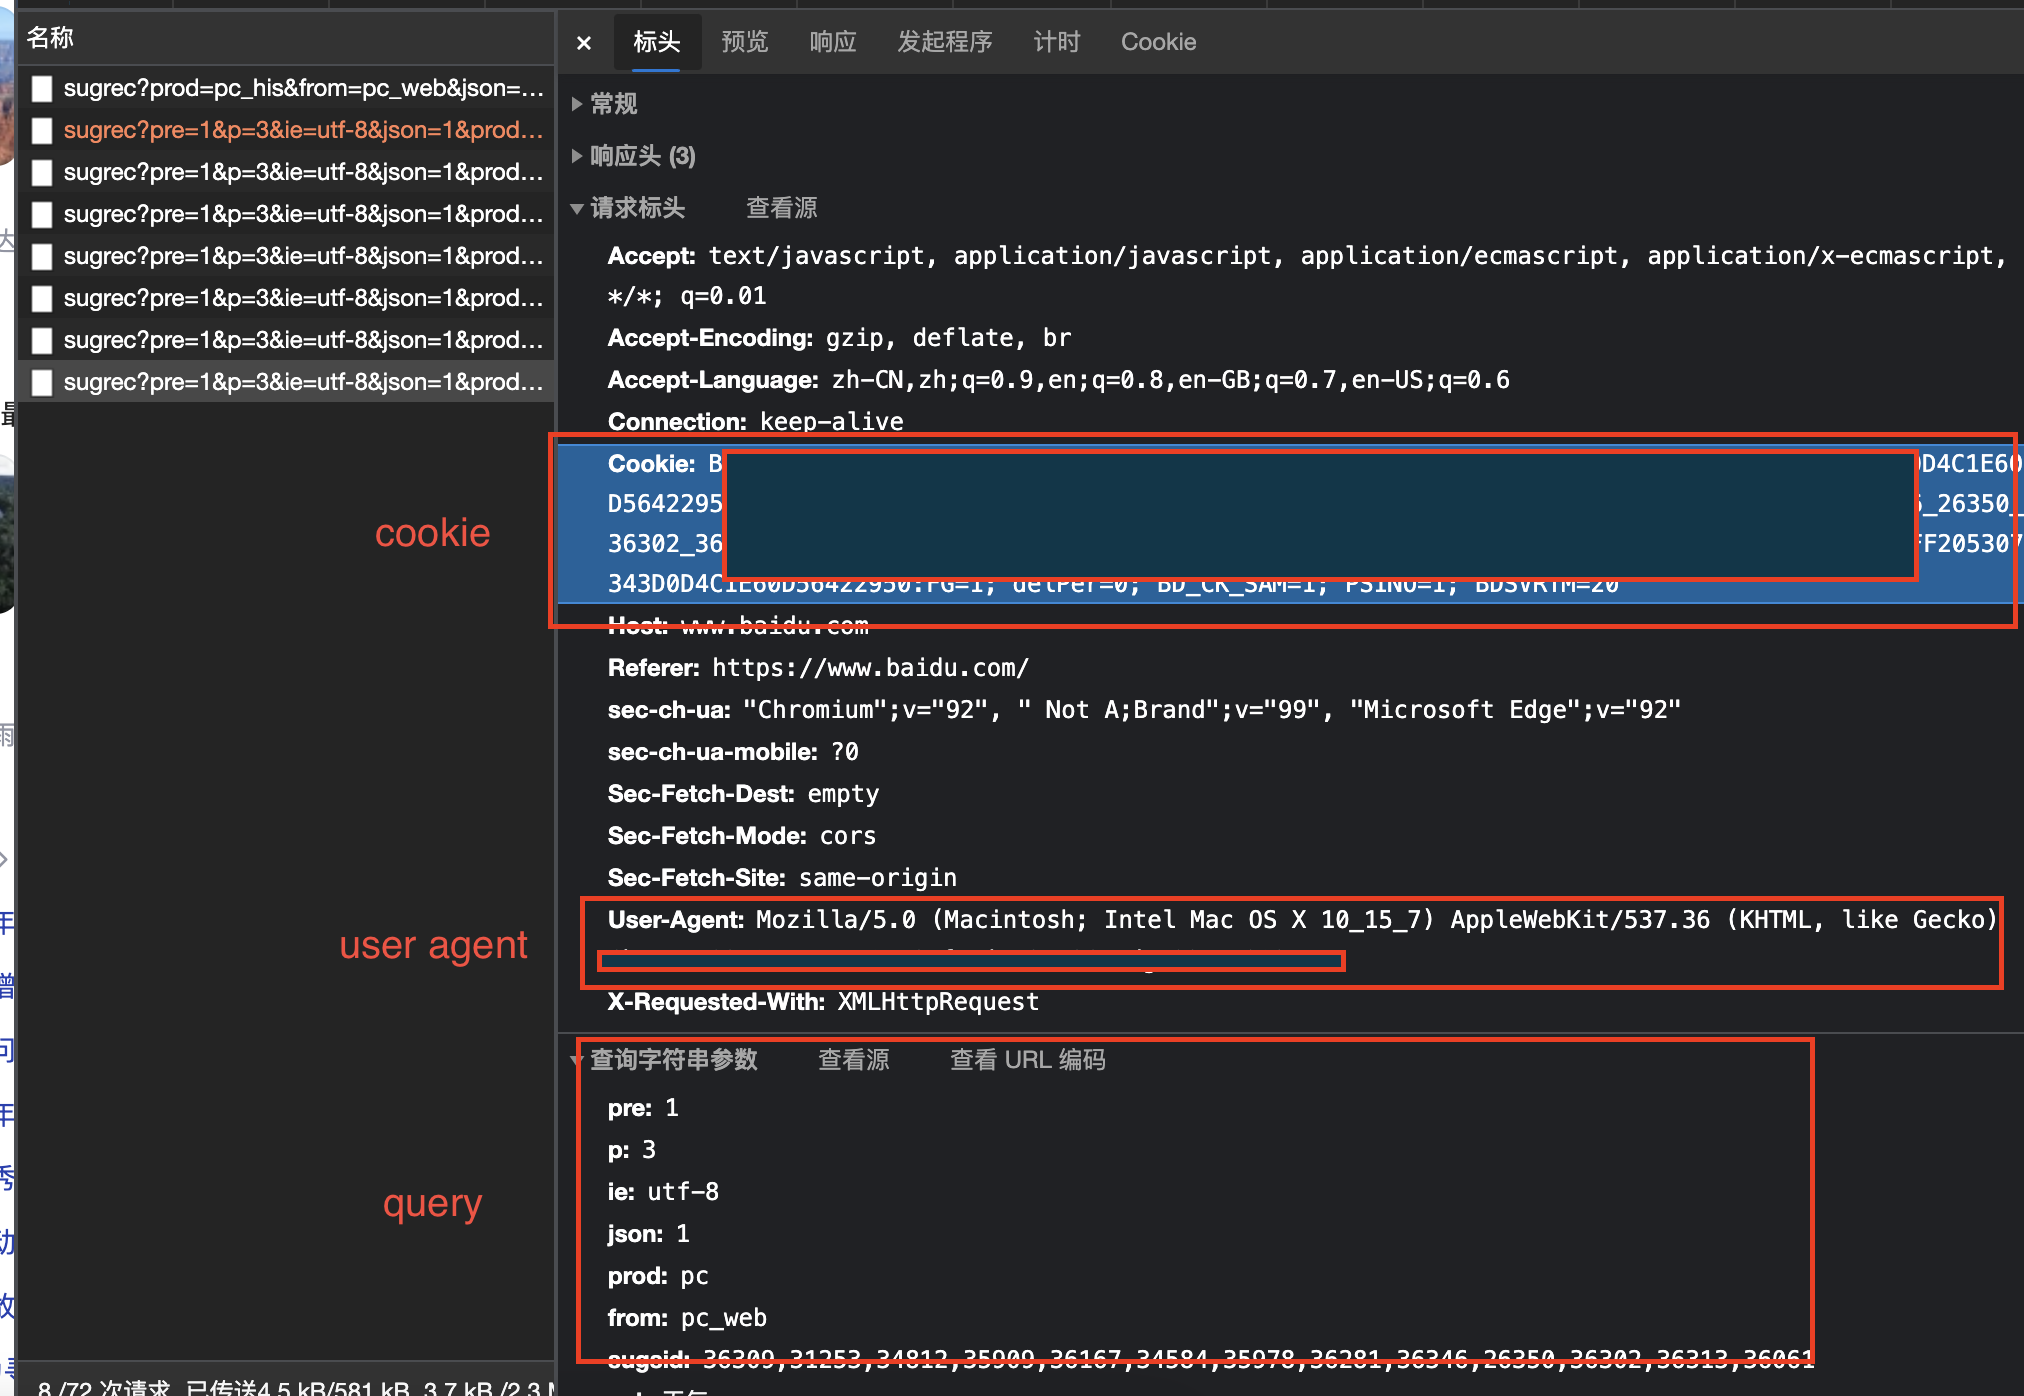 名称
sugrec?prod=pc_his&from=pc_web&json=...
sugrec?pre=1&p=3&ie=utf-8&json=1&prod...
sugrec?pre=1&p=3&ie=utf-8&json=1&prod...
sugrec?pre=1&p=3&ie=utf-8&json=1&prod...
sugrec?pre=1&p=3&ie=utf-8&json=1&prod...
sugrec?pre=1&p=3&ie=utf-8&json=1&prod...
sugrec?pre=1&p=3&ie=utf-8&json=1&prod...
sugrec?pre=1&p=3&ie=utf-8&json=1&prod...
cookie
user agent
query
8 /72 次请求 已传送4.5 kB/581 kB 3.7 kB /2.3 M
× 标头 预览 响应 发起程序 计时 Cookie
常规
响应头 (3)
请求标头 查看源
Accept: text/javascript, application/javascript, application/ecmascript, application/x-ecmascript,
*/*; q=0.01
Accept-Encoding: gzip, deflate, br
Accept-Language: zh-CN,zh;q=0.9,en;q=0.8,en-GB;q=0.7,en-US;q=0.6
Connection: keep-alive
Cookie: B D4C1E60
D56422950 _26350_
36302_36 F205307
343D0D4C1E60D56422950:FG=1; delPer=0; BD_CK_SAM=1; PSINO=1; BDSVRTM=20
Host: www.baidu.com
Referer: https://www.baidu.com/
sec-ch-ua: "Chromium";v="92", " Not A;Brand";v="99", "Microsoft Edge";v="92"
sec-ch-ua-mobile: ?0
Sec-Fetch-Dest: empty
Sec-Fetch-Mode: cors
Sec-Fetch-Site: same-origin
User-Agent: Mozilla/5.0 (Macintosh; Intel Mac OS X 10_15_7) AppleWebKit/537.36 (KHTML, like Gecko)
X-Requested-With: XMLHttpRequest
查询字符串参数 查看源 查看 URL 编码
pre: 1
p: 3
ie: utf-8
json: 1
prod: pc
from: pc_web
sugsid: 36309,31253,34812,35909,36167,34584,35978,36281,36346,26350,36302,36313,36061